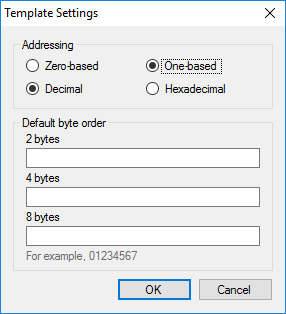 Template Settings
Addressing
Zero-based One-based
Decimal Hexadecimal
Default byte order
2 bytes
4 bytes
8 bytes
For example, 01234567
OK Cancel